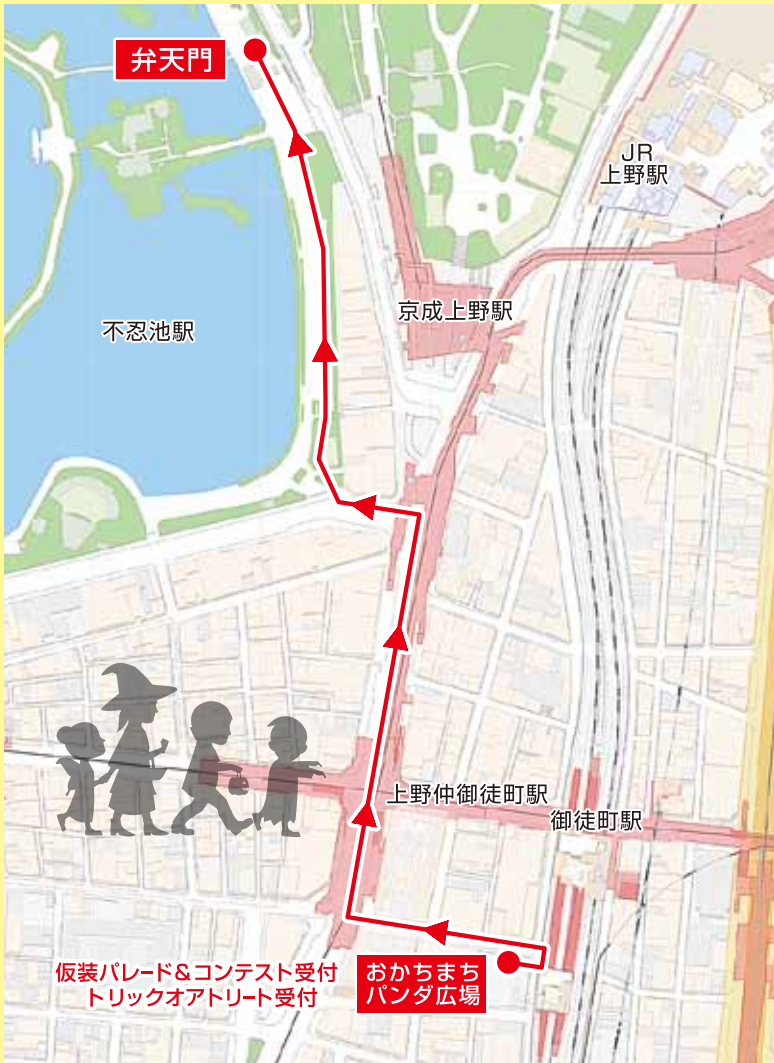 弁天門
JR
上野駅
京成上野駅
不忍池駅
上野仲御徒町駅
御徒町駅
仮装パレード&コンテスト受付
トリックオアトリート受付
おかちまち
パンダ広場